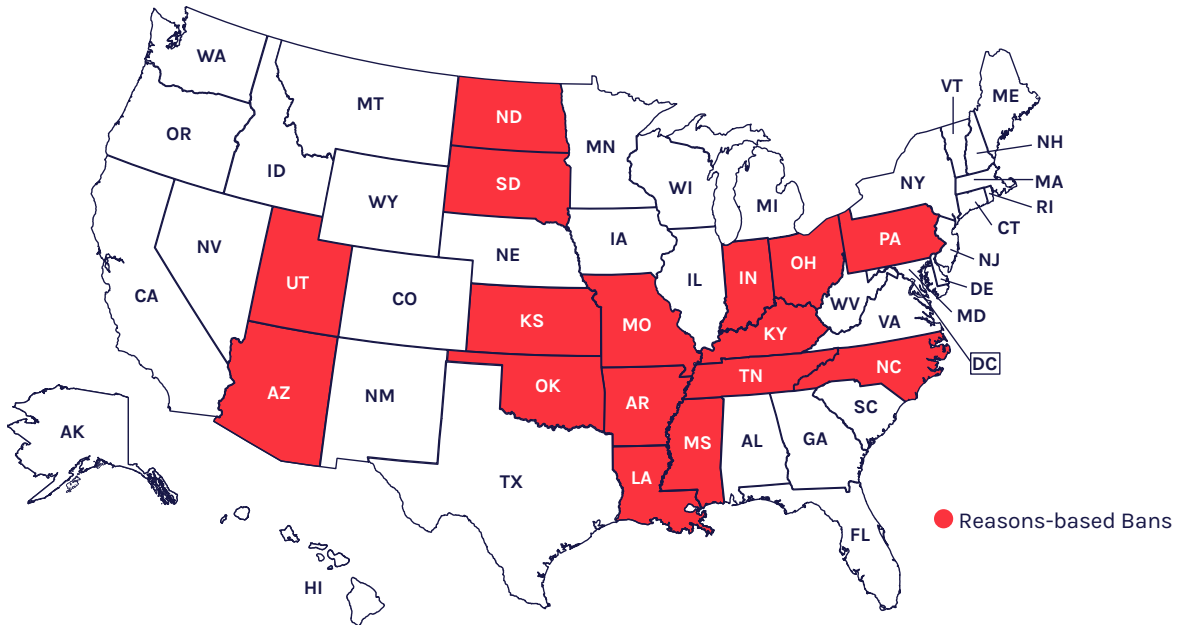 WA
MT
ND
VT
ME
OR
ID
MN
NH
SD
WI
NY
MA
WY
MI
RI
CT
NV
NE
IA
PA
NJ
UT
CO
IL
IN
OH
DE
CA
WV
MD
KS
MO
KY
VA
DC
AZ
NM
OK
AR
TN
NC
SC
AK
MS
AL
GA
TX
LA
Reasons-based Bans
FL
HI